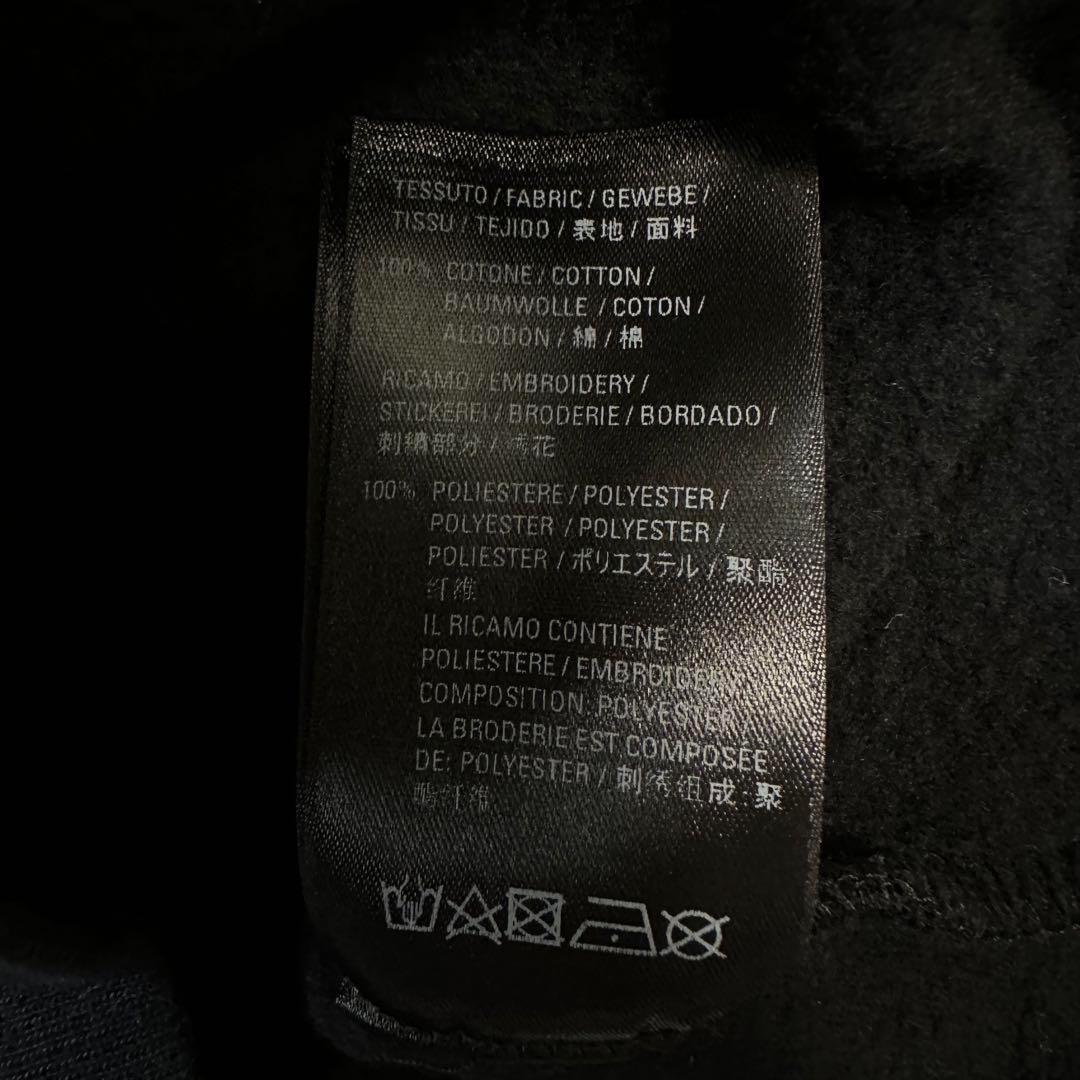 TESSUTO / FABRIC / GEWEBE /
TISSU / TEJIDO / 表地 / 面料
100% COTONE / COTTON /
BAUMWOLLE / COTON /
ALGODON / 綿 / 棉
RICAMO / EMBROIDERY /
STICKEREI / BRODERIE / BORDADO /
刺繍部分 / 绣花
100% POLIESTERE / POLYESTER /
POLYESTER / POLYESTER /
POLIESTER / ポリエステル / 聚酯
纤维
IL RICAMO CONTIENE
POLIESTERE / EMBROIDERY
COMPOSITION: POLYESTER /
LA BRODERIE EST COMPOSÉE
DE: POLYESTER / 刺绣组成: 聚
酯纤维